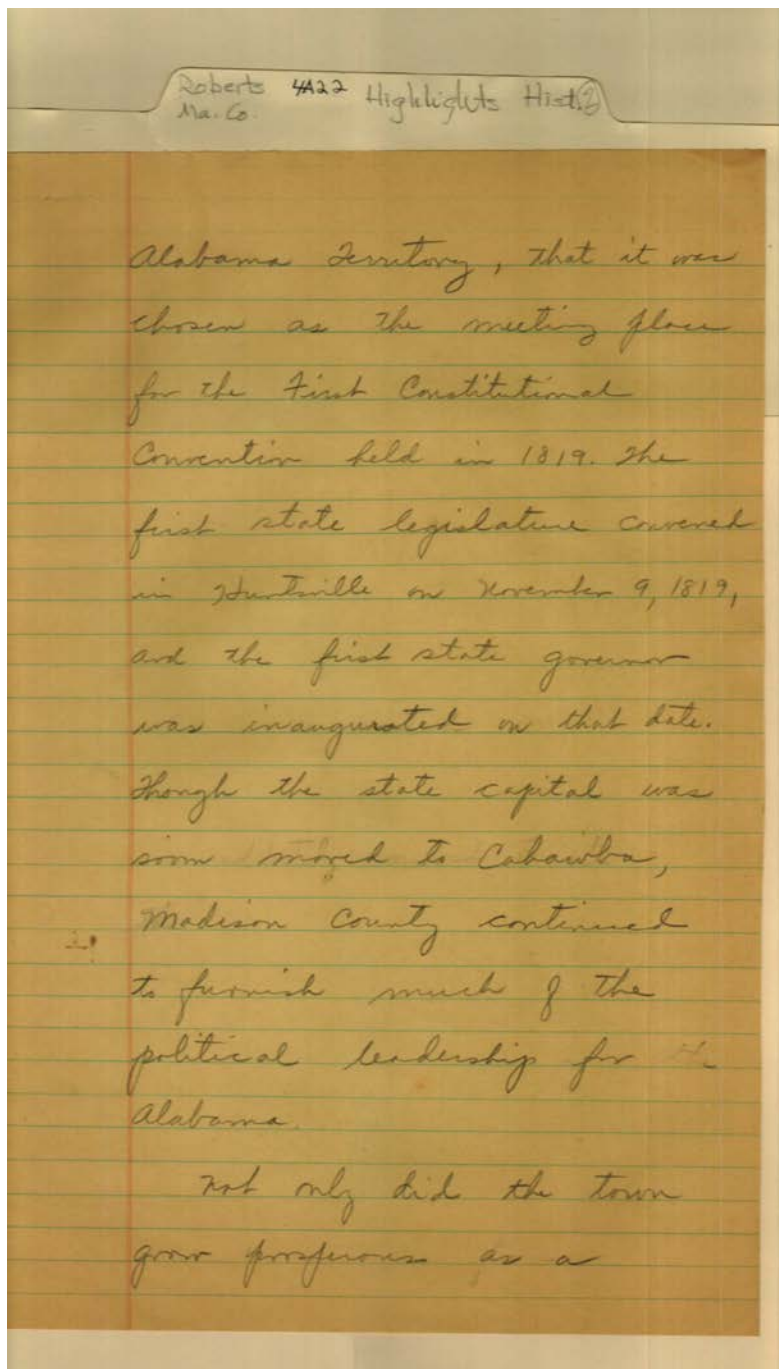 Roberts 4A22 Highlights Hist. 2
Ma. Co.
Alabama Territory, that it was
chosen as the meeting place
for the First Constitutional
Convention held in 1819. The
first state legislature convened
in Huntsville on November 9, 1819,
and the first state governor
was inaugurated on that date.
Though the state capital was
soon moved to Cahawba,
Madison County continued
to furnish much of the
political leadership for
Alabama.
Not only did the town
grow prosperous as a